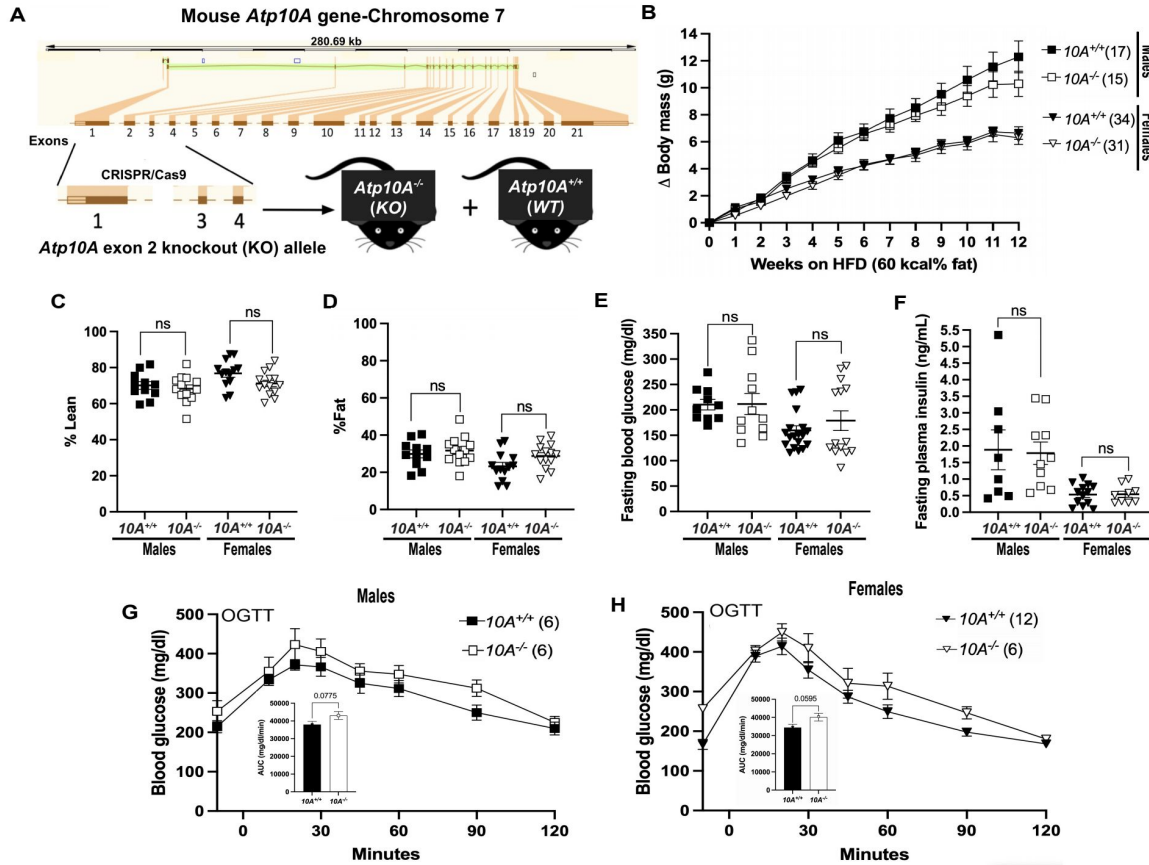 A
Mouse Atp10A gene-Chromosome 7
280.69 kb
1 2 3 4 5 6 7 8 9 10 11 12 13 14 15 16 17 18 19 20 21
Exons
CRISPR/Cas9
1 3 4
Atp10A exon 2 knockout (KO) allele
Atp10A-/-
(KO)
+
Atp10A+/+
(WT)
B
Δ Body mass (g)
14
12
10
8
6
4
2
0
0 1 2 3 4 5 6 7 8 9 10 11 12
Weeks on HFD (60 kcal% fat)
10A+/+ (17)
10A-/- (15)
Males
10A+/+ (34)
10A-/- (31)
Females
C
% Lean
100
80
60
40
20
0
ns
ns
10A+/+ 10A-/- 10A+/+ 10A-/-
Males Females
D
%Fat
100
80
60
40
20
0
ns
ns
10A+/+ 10A-/- 10A+/+ 10A-/-
Males Females
E
Fasting blood glucose (mg/dl)
350
300
250
200
150
100
50
0
ns
ns
10A+/+ 10A-/- 10A+/+ 10A-/-
Males Females
F
Fasting plasma insulin (ng/mL)
5.5
5.0
4.5
4.0
3.5
3.0
2.5
2.0
1.5
1.0
0.5
0.0
ns
ns
10A+/+ 10A-/- 10A+/+ 10A-/-
Males Females
G
Males
OGTT
10A+/+ (6)
10A-/- (6)
Blood glucose (mg/dl)
500
400
300
200
100
0
0 30 60 90 120
Minutes
AUC (mg/dl/min)
50000
40000
30000
20000
10000
0
0.0775
10A+/+ 10A-/-
H
Females
OGTT
10A+/+ (12)
10A-/- (6)
Blood glucose (mg/dl)
500
400
300
200
100
0
0 30 60 90 120
Minutes
AUC (mg/dl/min)
50000
40000
30000
20000
10000
0
0.0595
10A+/+ 10A-/-